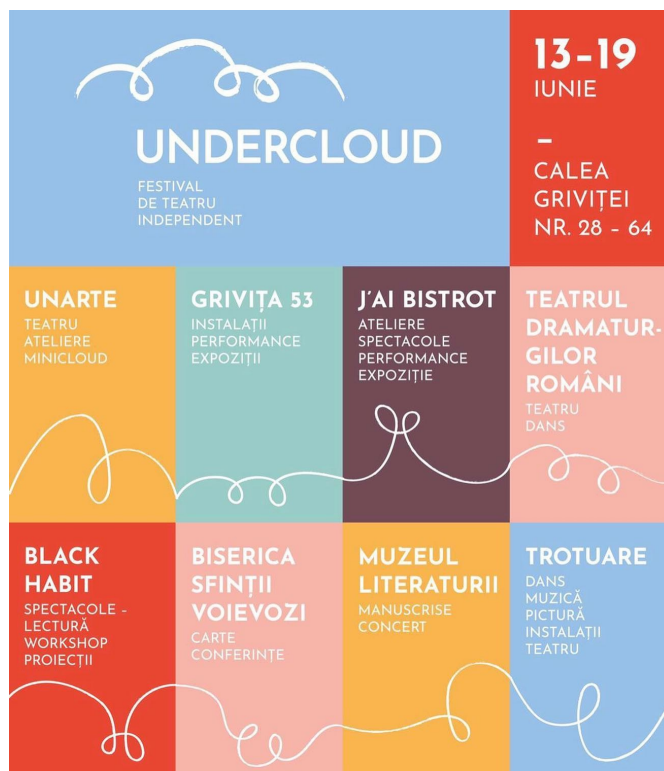 UNDERCLOUD
FESTIVAL
DE TEATRU
INDEPENDENT
13-19
IUNIE
–
CALEA
GRIVIȚEI
NR. 28 – 64
UNARTE
TEATRU
ATELIERE
MINICLOUD
GRIVIȚA 53
INSTALAȚII
PERFORMANCE
EXPOZIȚII
J'AI BISTROT
ATELIERE
SPECTACOLE
PERFORMANCE
EXPOZIȚIE
TEATRUL
DRAMATUR-
GILOR
ROMÂNI
TEATRU
DANS
BLACK
HABIT
SPECTACOLE –
LECTURĂ
WORKSHOP
PROIECȚII
BISERICA
SFINȚII
VOIEVOZI
CARTE
CONFERINȚE
MUZEUL
LITERATURII
MANUSCRISE
CONCERT
TROTUARE
DANS
MUZICĂ
PICTURĂ
INSTALAȚII
TEATRU